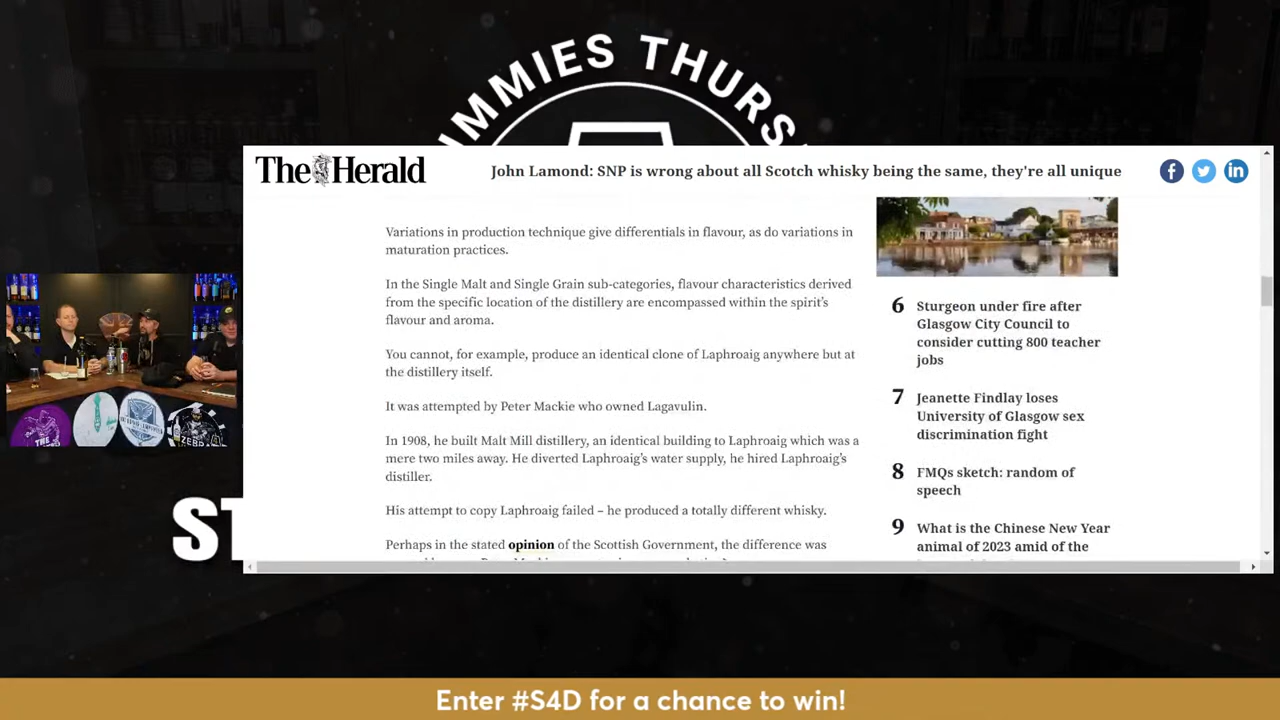 IMMIES THURS
The Herald
John Lamond: SNP is wrong about all Scotch whisky being the same, they're all unique
Variations in production technique give differentials in flavour, as do variations in
maturation practices.
In the Single Malt and Single Grain sub-categories, flavour characteristics derived
from the specific location of the distillery are encompassed within the spirit's
flavour and aroma.
You cannot, for example, produce an identical clone of Laphroaig anywhere but at
the distillery itself.
It was attempted by Peter Mackie who owned Lagavulin.
In 1908, he built Malt Mill distillery, an identical building to Laphroaig which was a
mere two miles away. He diverted Laphroaig's water supply, he hired Laphroaig's
distiller.
His attempt to copy Laphroaig failed – he produced a totally different whisky.
Perhaps in the stated opinion of the Scottish Government, the difference was
6 Sturgeon under fire after
Glasgow City Council to
consider cutting 800 teacher
jobs
7 Jeanette Findlay loses
University of Glasgow sex
discrimination fight
8 FMQs sketch: random of
speech
9 What is the Chinese New Year
animal of 2023 amid of the
ST
Enter #S4D for a chance to win!